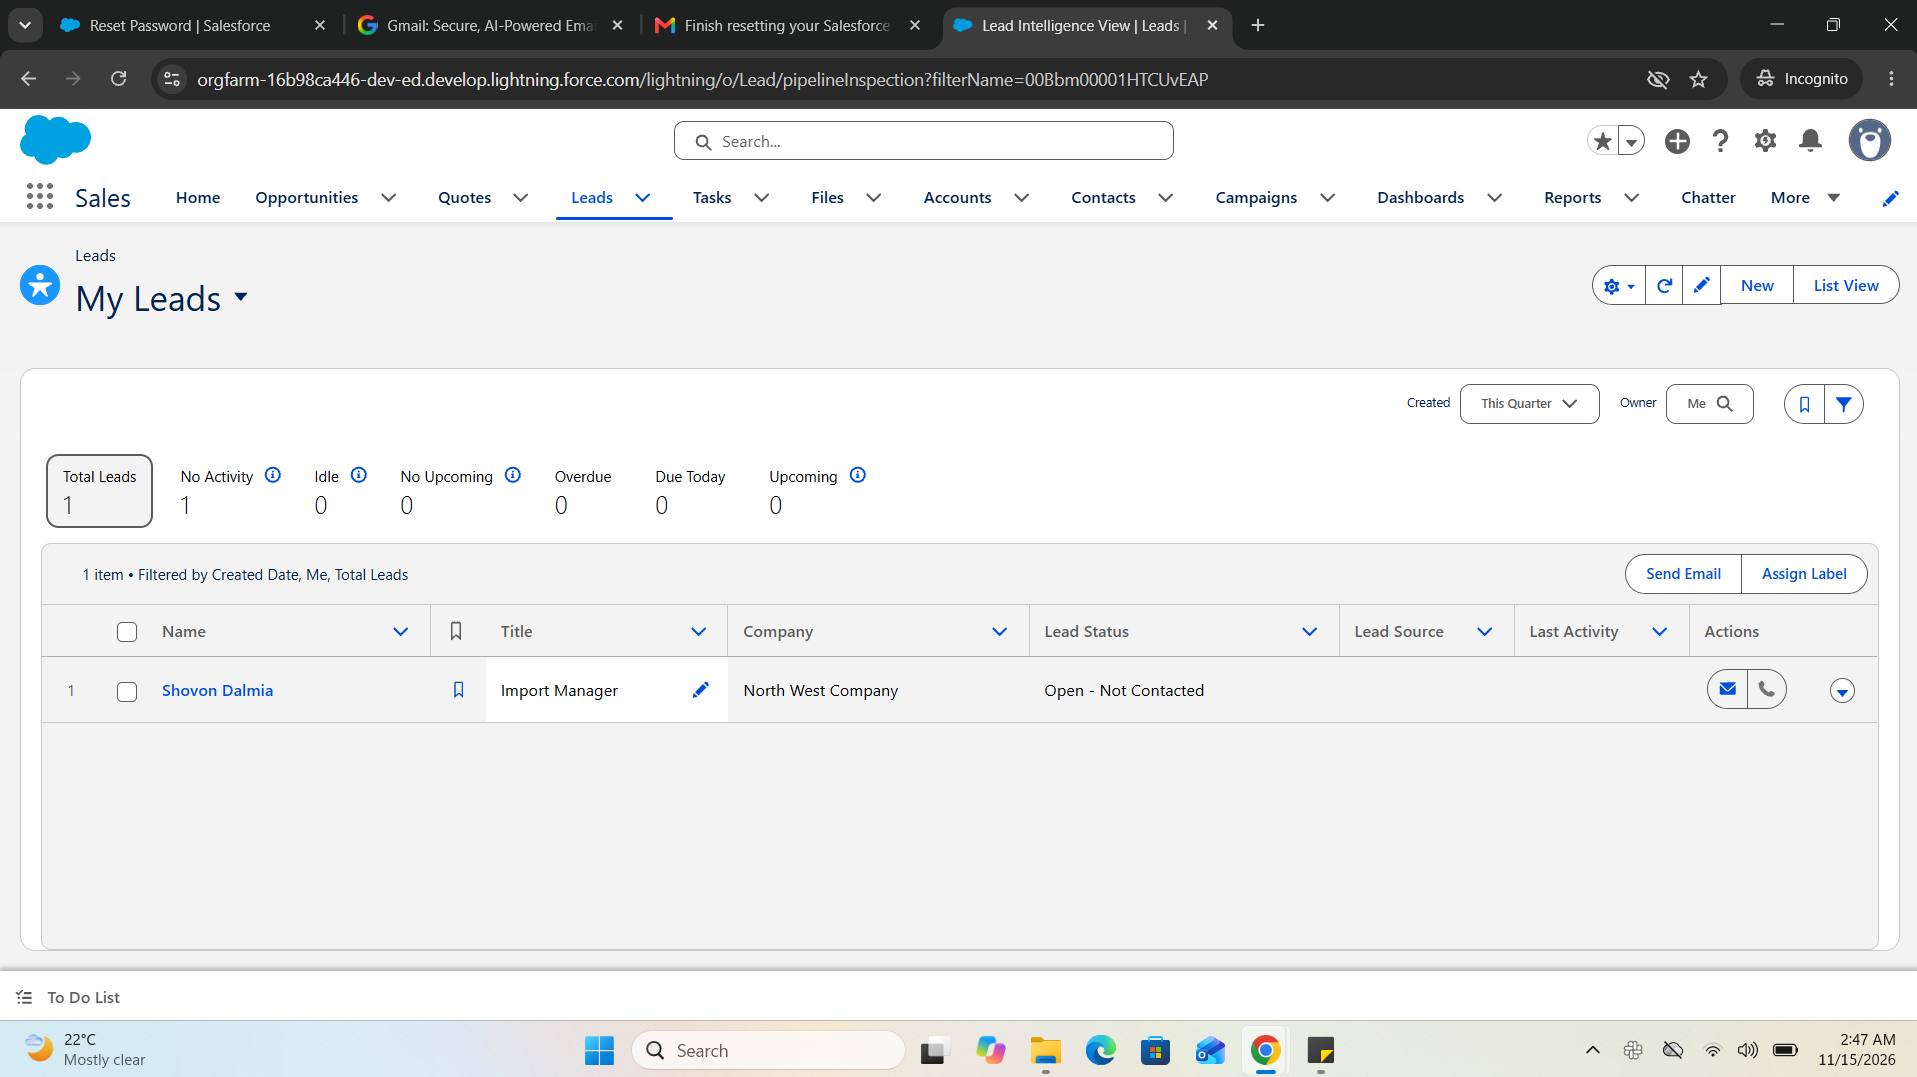 Reset Password | Salesforce
Gmail: Secure, AI-Powered Emai
Finish resetting your Salesforce
Lead Intelligence View | Leads |
orgfarm-16b98ca446-dev-ed.develop.lightning.force.com/lightning/o/Lead/pipelineInspection?filterName=00Bbm00001HTCUvEAP
Incognito
Search...
Sales Home Opportunities Quotes Leads Tasks Files Accounts Contacts Campaigns Dashboards Reports Chatter More
Leads
My Leads
New List View
Created This Quarter Owner Me
Total Leads No Activity Idle No Upcoming Overdue Due Today Upcoming
1 1 0 0 0 0 0
1 item • Filtered by Created Date, Me, Total Leads
Send Email Assign Label
Name Title Company Lead Status Lead Source Last Activity Actions
1 Shovon Dalmia Import Manager North West Company Open - Not Contacted
To Do List
22°C
Mostly clear
Search
2:47 AM
11/15/2026